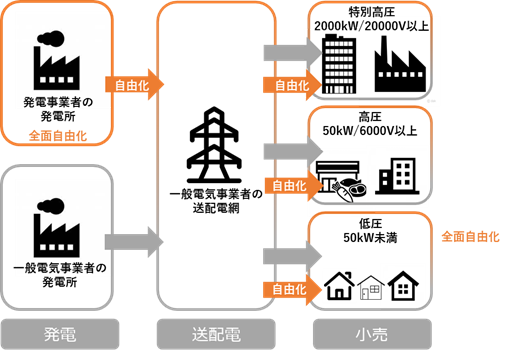 発電事業者の
発電所
全面自由化
自由化
一般電気事業者の
発電所
一般電気事業者の
送配電網
特別高圧
2000kW/20000V以上
自由化
高圧
50kW/6000V以上
自由化
低圧
50kW未満
自由化
全面自由化
発電
送配電
小売